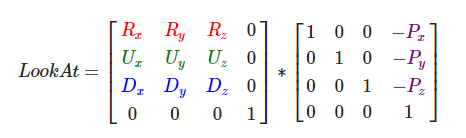 R_x R_y R_z 0 1 0 0 −P_x
U_x U_y U_z 0 0 1 0 −P_y
LookAt = ∗
D_x D_y D_z 0 0 0 1 −P_z
0 0 0 1 0 0 0 1